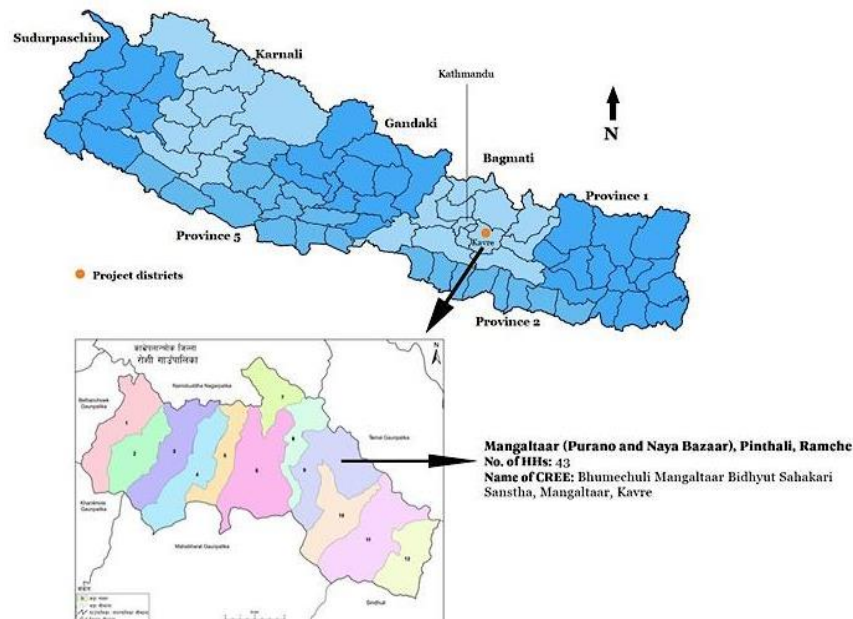 Sudurpaschim
Karnali
Kathmandu
Gandaki
N
Bagmati
Province 1
Kavre
Province 5
Project districts
Province 2
काभ्रेपलान्चोक जिल्ला
रोशी गाउँपालिका
N
Namobuddha Nagarpalika
Bethanchowk
Gaunpalika
Temal Gaunpalika
1
2
3
4
5
6
7
8
9
10
11
12
Khanikhola
Gaunpalika
Mahabharat Gaunpalika
Sindhuli
Mangaltaar (Purano and Naya Bazaar), Pinthali, Ramche
No. of HHs: 43
Name of CREE: Bhumechuli Mangaltaar Bidhyut Sahakari
Sanstha, Mangaltaar, Kavre